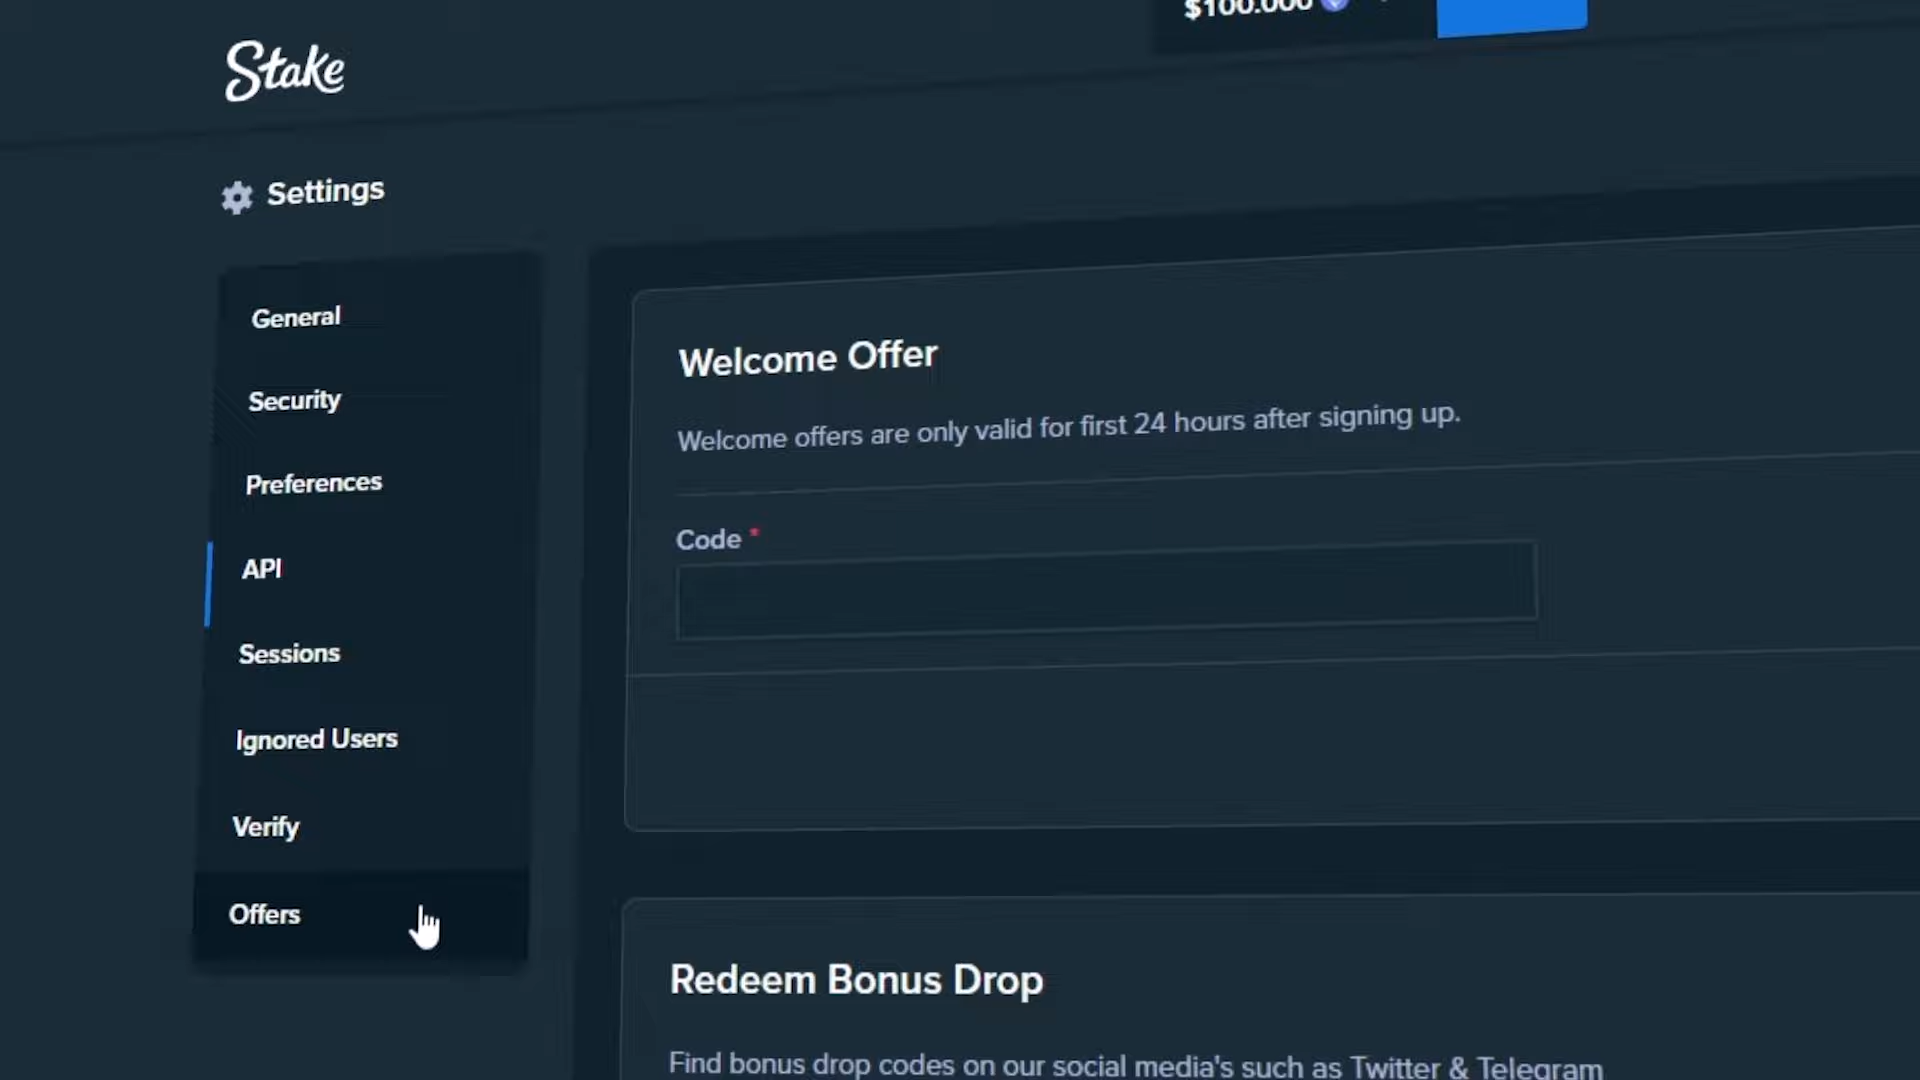 $100.000
Stake
Settings
General
Security
Preferences
API
Sessions
Ignored Users
Verify
Offers
Welcome Offer
Welcome offers are only valid for first 24 hours after signing up.
Code *
Redeem Bonus Drop
Find bonus drop codes on our social media's such as Twitter & Telegram